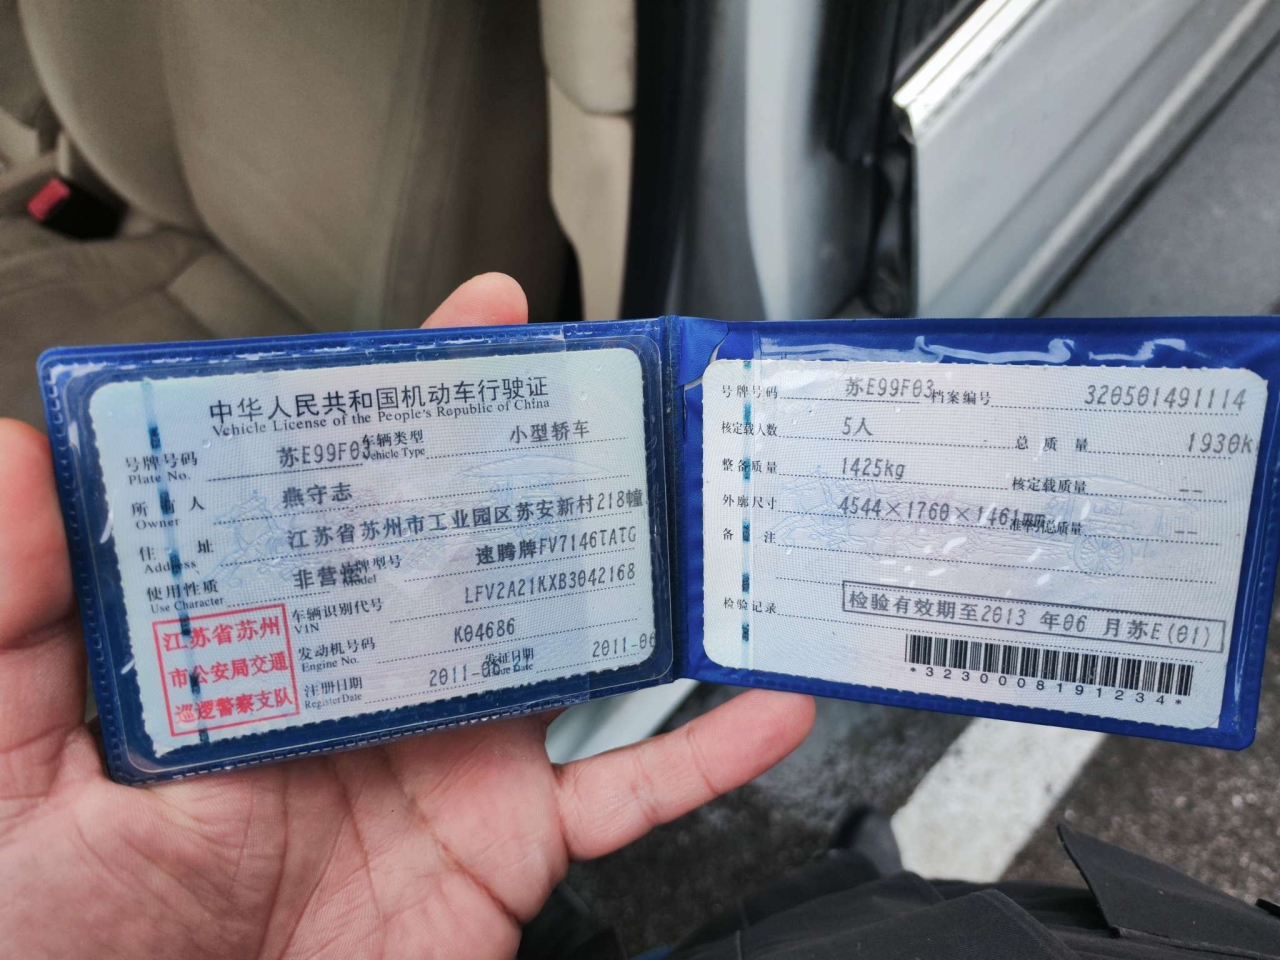 中华人民共和国机动车行驶证
Vehicle License of the People's Republic of China
号牌号码 苏E99F03 车辆类型 小型轿车
Plate No. Vehicle Type
所有人 燕守志
Owner
住址 江苏省苏州市工业园区苏安新村218幢
Address
使用性质 非营运 品牌型号 速腾牌FV7146TATG
Use Character Model
车辆识别代号 LFV2A21KXB3042168
VIN
发动机号码 K04686
Engine No.
注册日期 2011-06 发证日期 2011-06
Register Date Issue Date
江苏省苏州
市公安局交通
巡逻警察支队
号牌号码 苏E99F03 档案编号 320501491114
核定载人数 5人 总质量 1930K
整备质量 1425kg 核定载质量 --
外廓尺寸 4544×1760×1461mm 准牵引总质量 --
备注
检验记录 检验有效期至2013 年06 月苏E(01)
*3230008191234*